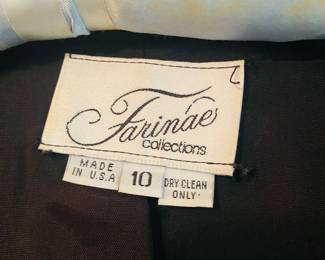 Farinae
collections
MADE
IN U.S.A
10
DRY CLEAN
ONLY